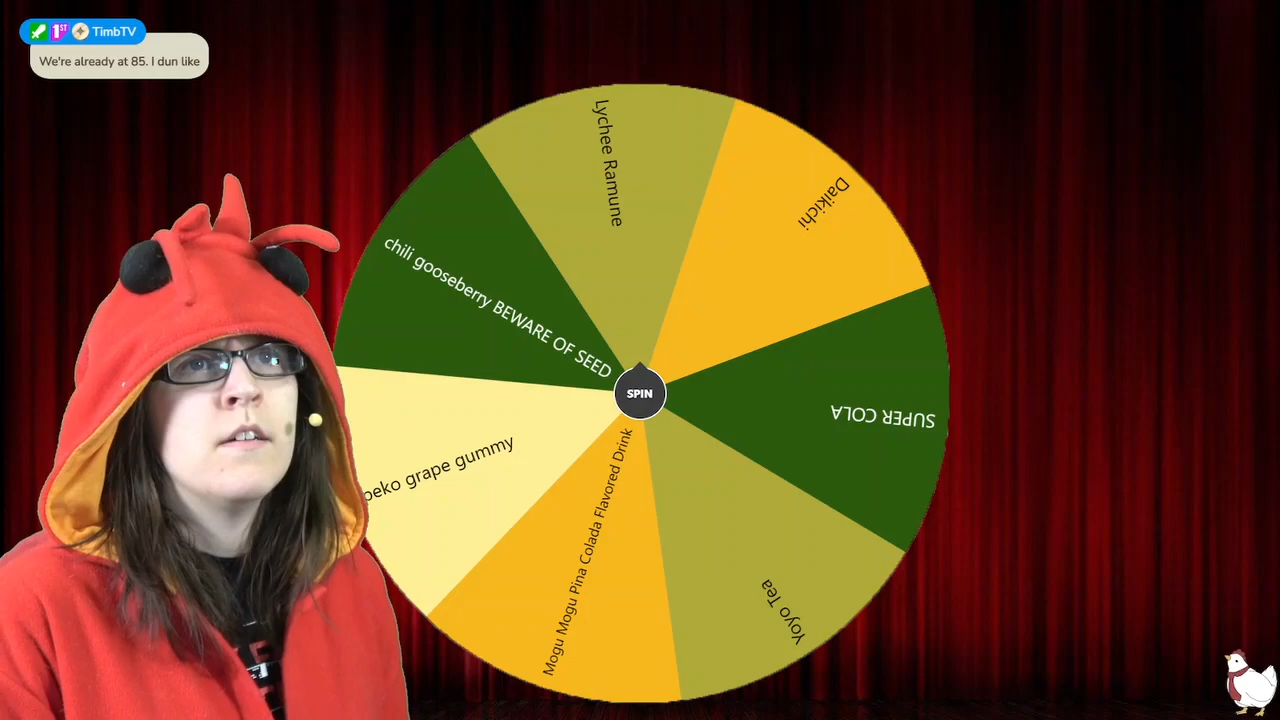 1ST TimbTV
We're already at 85. I dun like
Lychee Ramune
Daikichi
chili gooseberry BEWARE OF SEED
SPIN
SUPER COLA
peko grape gummy
Mogu Mogu Pina Colada Flavored Drink
Yoyo Tea